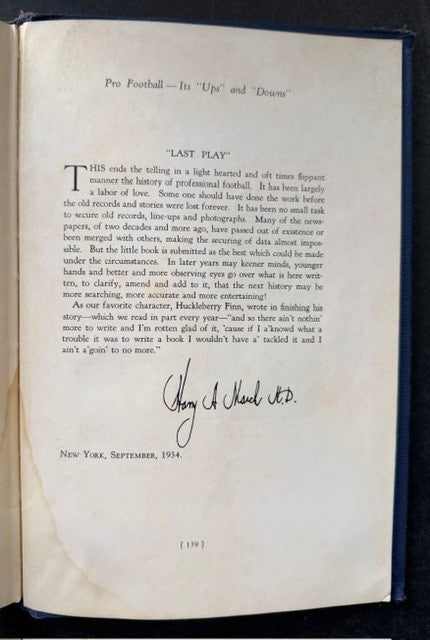 Pro Football — Its "Ups" and "Downs"
"LAST PLAY"
THIS ends the telling in a light hearted and oft times flippant
manner the history of professional football. It has been largely
a labor of love. Some one should have done the work before
the old records and stories were lost forever. It has been no small task
to secure old records, line-ups and photographs. Many of the news-
papers, of two decades and more ago, have passed out of existence or
been merged with others, making the securing of data almost impos-
sible. But the little book is submitted as the best which could be made
under the circumstances. In later years may keener minds, younger
hands and better and more observing eyes go over what is here writ-
ten, to clarify, amend and add to it, that the next history may be
more searching, more accurate and more entertaining!
As our favorite character, Huckleberry Finn, wrote in finishing his
story—which we read in part every year—"and so there ain't nothin'
more to write and I'm rotten glad of it, 'cause if I a'knowd what a
trouble it was to write a book I wouldn't have a' tackled it and I
ain't a'goin' to no more."
Harry A March M.D.
NEW YORK, SEPTEMBER, 1934.
[ 159 ]